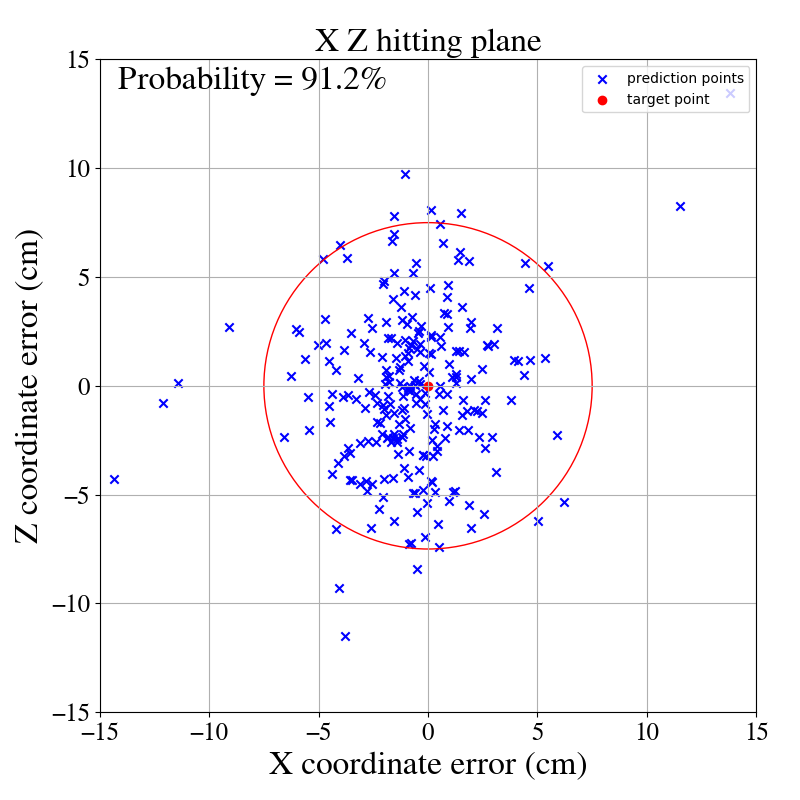 X Z hitting plane
Probability = 91.2%
prediction points
target point
15
10
5
0
−5
−10
−15
Z coordinate error (cm)
−15 −10 −5 0 5 10 15
X coordinate error (cm)